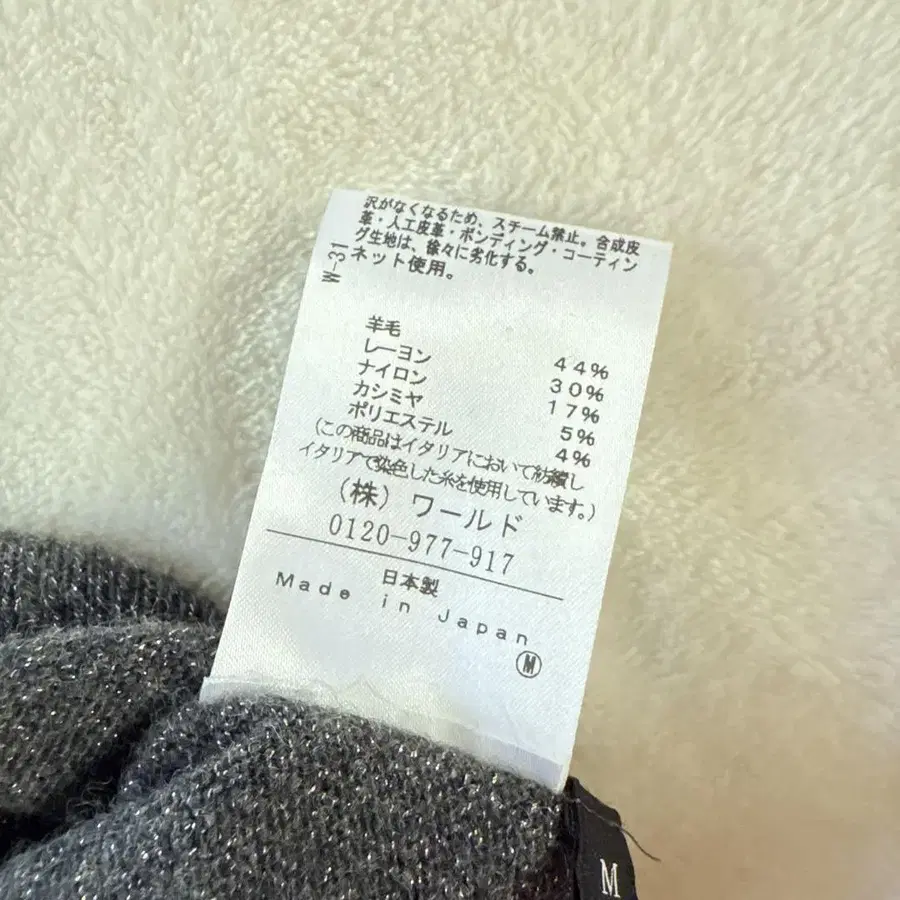 沢がなくなるため、スチーム禁止。合成皮
革・人工皮革・ボンディング・コーティン
グ生地は、徐々に劣化する。
ネット使用。
W-31
羊毛 44%
レーヨン 30%
ナイロン 17%
カシミヤ 5%
ポリエステル 4%
(この商品はイタリアにおいて紡績し
イタリアで染色した糸を使用しています。)
(株) ワールド
0120-977-917
日本製
Made in Japan
Ⓜ
M